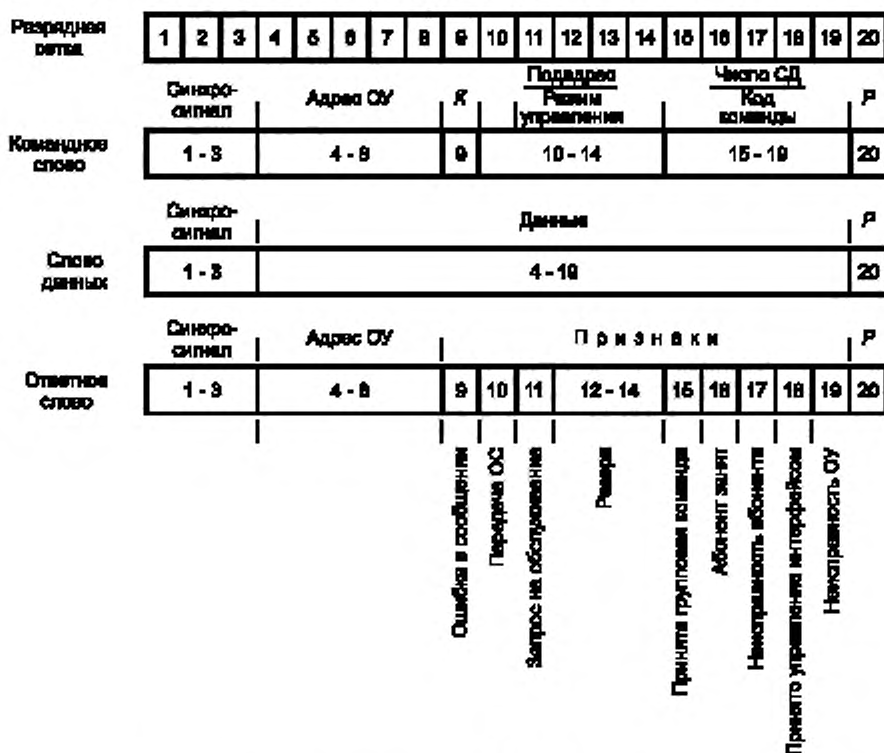 Разрядная
сетка
1 2 3 4 5 6 7 8 9 10 11 12 13 14 15 16 17 18 19 20
Синхро-
сигнал
Адрес ОУ
К
Подадрес
Режим
управления
Число СД
Код
команды
Р
Командное
слово
1 - 3 4 - 8 9 10 - 14 15 - 19 20
Синхро-
сигнал
Данные
Р
Слово
данных
1 - 3 4 - 19 20
Синхро-
сигнал
Адрес ОУ
Признаки
Р
Ответное
слово
1 - 3 4 - 8 9 10 11 12 - 14 15 16 17 18 19 20
Ошибка в сообщении
Передача ОС
Запрос на обслуживание
Резерв
Принята групповая команда
Абонент занят
Неисправность абонента
Принято управление интерфейсом
Неисправность ОУ